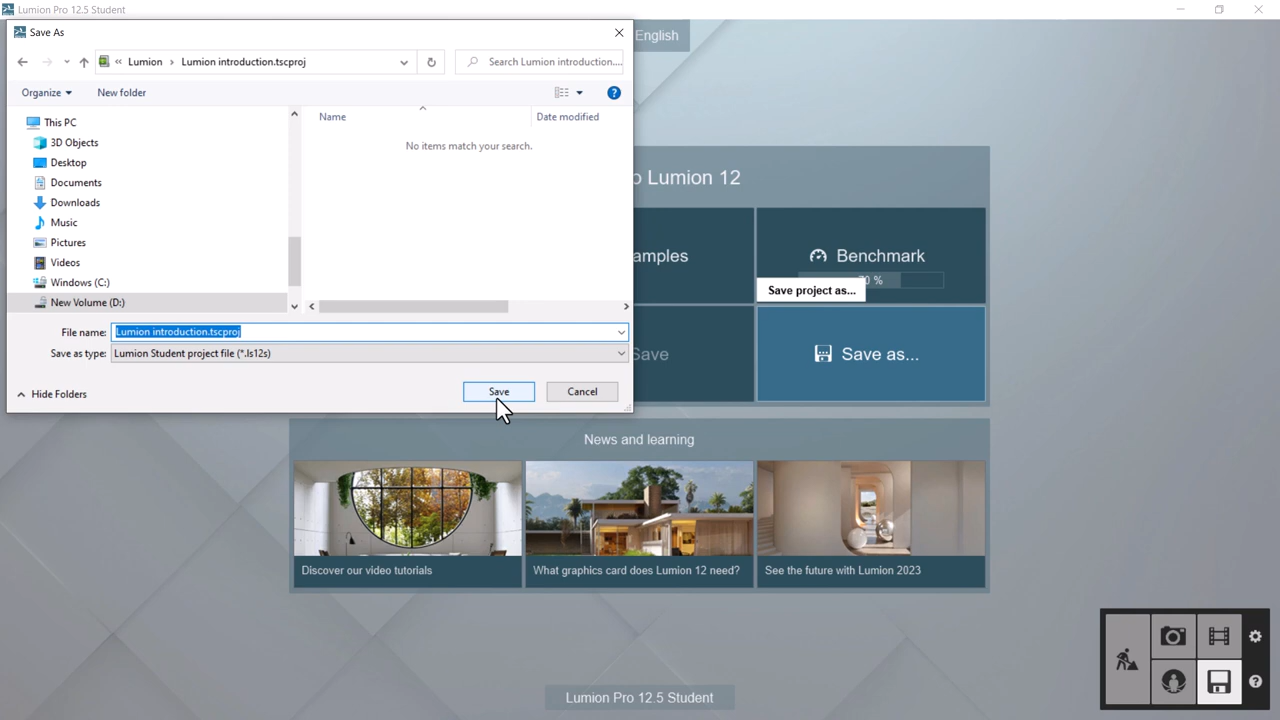 Lumion Pro 12.5 Student
Save As
English
« Lumion › Lumion introduction.tscproj
Search Lumion introduction....
Organize
New folder
This PC
3D Objects
Desktop
Documents
Downloads
Music
Pictures
Videos
Windows (C:)
New Volume (D:)
Name
Date modified
No items match your search.
File name: Lumion introduction.tscproj
Save as type: Lumion Student project file (*.ls12s)
Hide Folders
Save
Cancel
Lumion 12
Benchmark
%
Save project as...
Save
Save as...
News and learning
Discover our video tutorials
What graphics card does Lumion 12 need?
See the future with Lumion 2023
Lumion Pro 12.5 Student